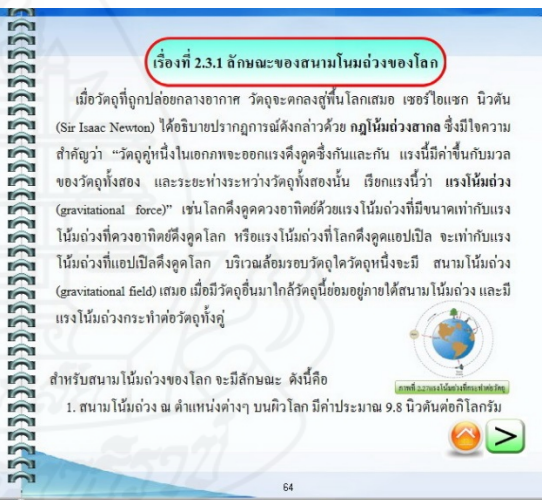 เรื่องที่ 2.3.1 ลักษณะของสนามโนมถ่วงของโลก
เมื่อวัตถุที่ถูกปล่อยกลางอากาศ วัตถุจะตกลงสู่พื้นโลกเสมอ เซอร์ไอแซก นิวตัน
(Sir Isaac Newton) ได้อธิบายปรากฏการณ์ดังกล่าวด้วย กฎโน้มถ่วงสากล ซึ่งมีใจความ
สำคัญว่า “วัตถุคู่หนึ่งในเอกภพจะออกแรงดึงดูดซึ่งกันและกัน แรงนี้มีค่าขึ้นกับมวล
ของวัตถุทั้งสอง และระยะห่างระหว่างวัตถุทั้งสองนั้น เรียกแรงนี้ว่า แรงโน้มถ่วง
(gravitational force)” เช่นโลกดึงดูดดวงอาทิตย์ด้วยแรงโน้มถ่วงที่มีขนาดเท่ากับแรง
โน้มถ่วงที่ดวงอาทิตย์ดึงดูดโลก หรือแรงโน้มถ่วงที่โลกดึงดูดแอปเปิล จะเท่ากับแรง
โน้มถ่วงที่แอปเปิลดึงดูดโลก บริเวณล้อมรอบวัตถุใดวัตถุหนึ่งจะมี สนามโน้มถ่วง
(gravitational field) เสมอ เมื่อมีวัตถุอื่นมาใกล้วัตถุนี้ย่อมอยู่ภายใต้สนามโน้มถ่วง และมี
แรงโน้มถ่วงกระทำต่อวัตถุทั้งคู่
ภาพที่ 2.27แรงโน้มถ่วงที่กระทำต่อวัตถุ
สำหรับสนามโน้มถ่วงของโลก จะมีลักษณะ ดังนี้คือ
1. สนามโน้มถ่วง ณ ตำแหน่งต่างๆ บนผิวโลก มีค่าประมาณ 9.8 นิวตันต่อกิโลกรัม
64